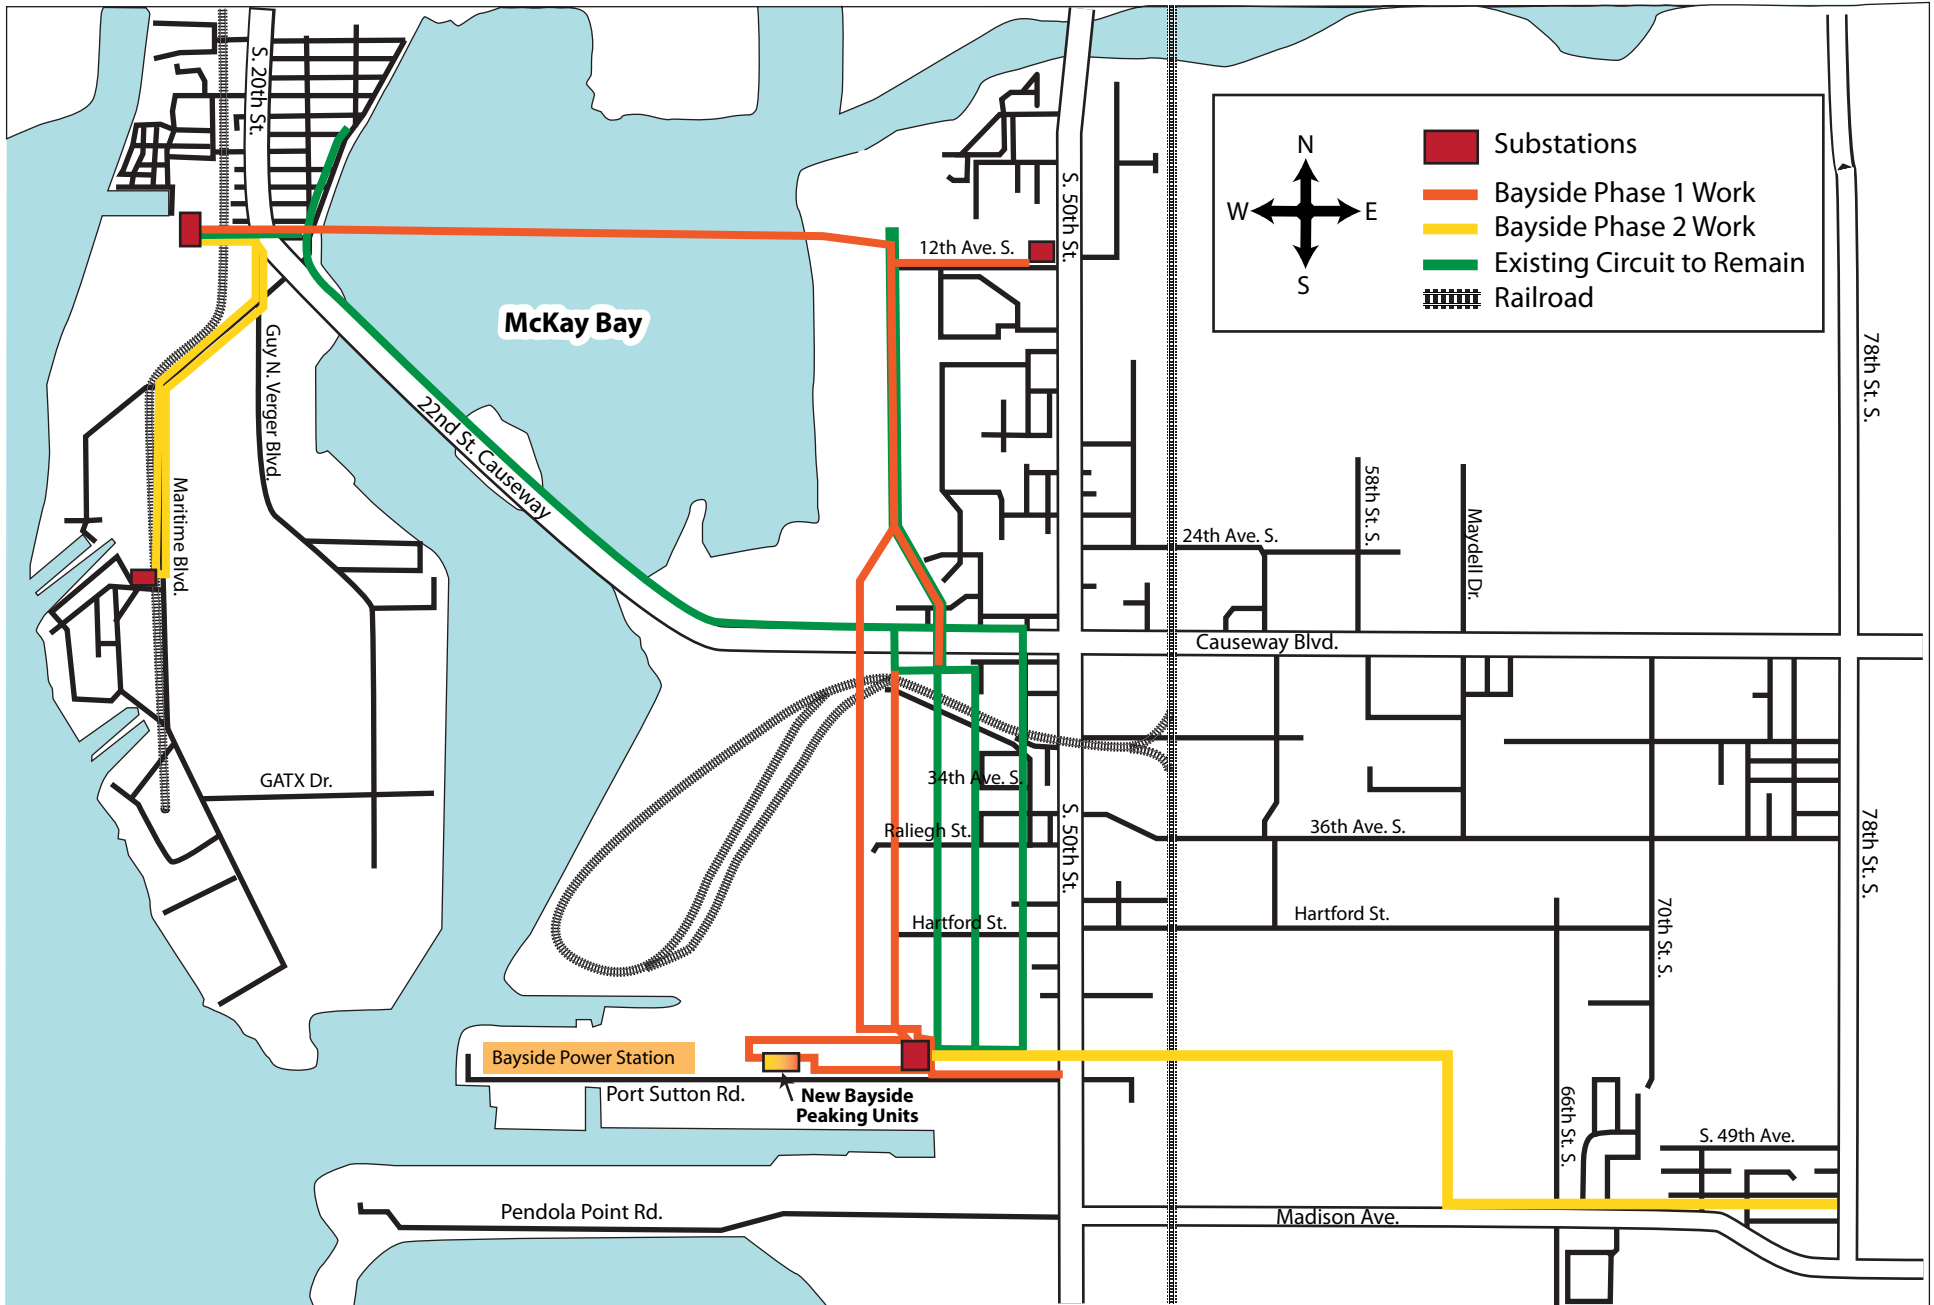 S. 20th St.
N
W
E
S
Substations
Bayside Phase 1 Work
Bayside Phase 2 Work
Existing Circuit to Remain
Railroad
S. 50th St.
12th Ave. S.
McKay Bay
Guy N. Verger Blvd.
22nd St. Causeway
Maritime Blvd.
78th St. S.
58th St. S.
Maydell Dr.
24th Ave. S.
Causeway Blvd.
GATX Dr.
34th Ave. S.
Raliegh St.
S. 50th St.
36th Ave. S.
78th St. S.
Hartford St.
Hartford St.
70th St. S.
Bayside Power Station
Port Sutton Rd.
New Bayside
Peaking Units
66th St. S.
S. 49th Ave.
Pendola Point Rd.
Madison Ave.